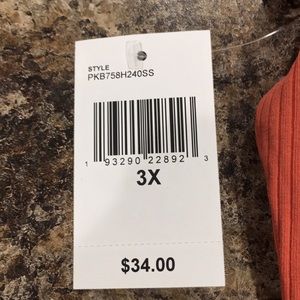 STYLE
PKB758H240SS
1 93290 22892 3
3X
$34.00